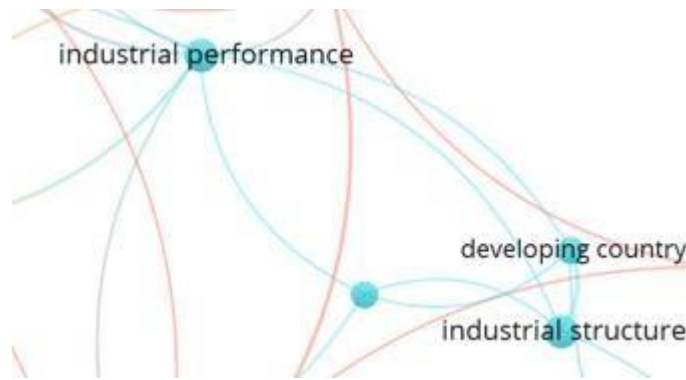 industrial performance
developing country
industrial structure